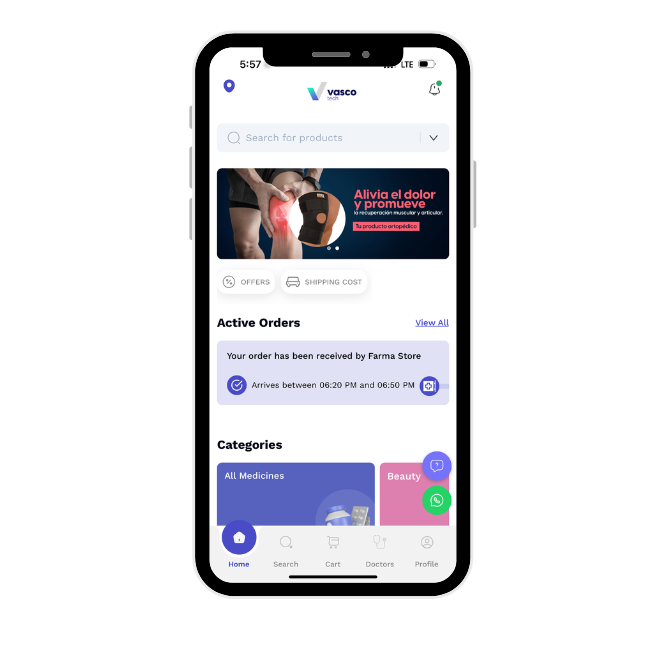 5:57
LTE
vasco
tech
Search for products
Alivia el dolor
y promueve
la recuperación muscular y articular.
Tu producto ortopédico
OFFERS
SHIPPING COST
Active Orders
View All
Your order has been received by Farma Store
Arrives between 06:20 PM and 06:50 PM
Categories
All Medicines
Beauty
Home
Search
Cart
Doctors
Profile